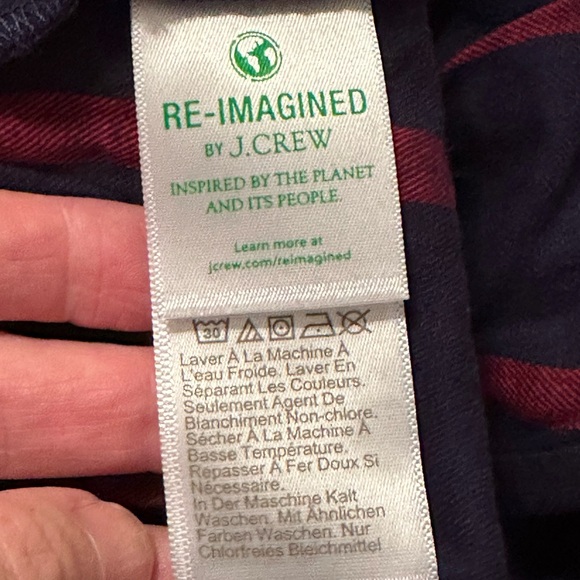 RE-IMAGINED
BY J.CREW
INSPIRED BY THE PLANET
AND ITS PEOPLE.
Learn more at
jcrew.com/reimagined
30
Laver À La Machine À
L'eau Froide. Laver En
Séparant Les Couleurs.
Seulement Agent De
Blanchiment Non-chlore.
Sécher À La Machine À
Basse Température.
Repasser À Fer Doux Si
Nécessaire.
In Der Maschine Kalt
Waschen. Mit Ähnlichen
Farben Waschen. Nur
Chlorfreies Bleichmittel